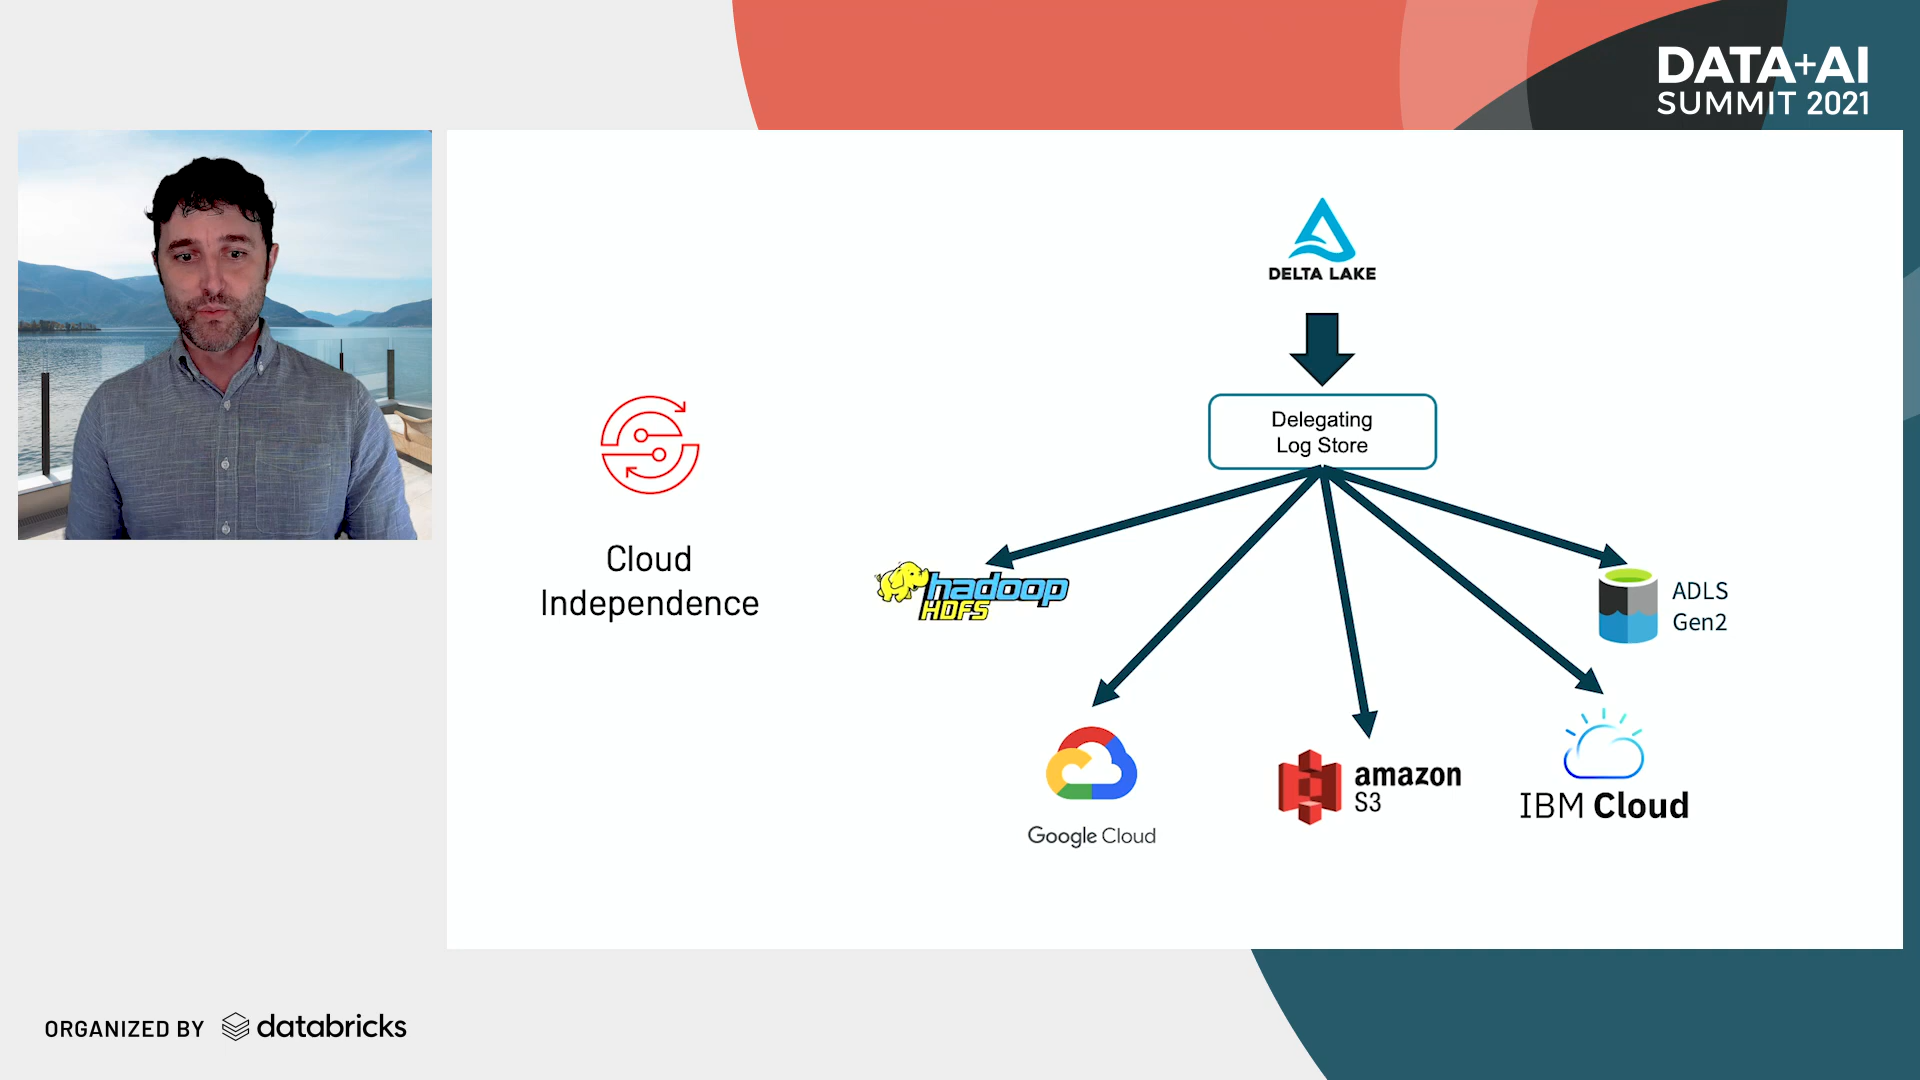 DATA+AI
SUMMIT 2021
DELTA LAKE
Delegating
Log Store
Cloud
Independence
hadoop
HDFS
ADLS
Gen2
Google Cloud
amazon
S3
IBM Cloud
ORGANIZED BY databricks